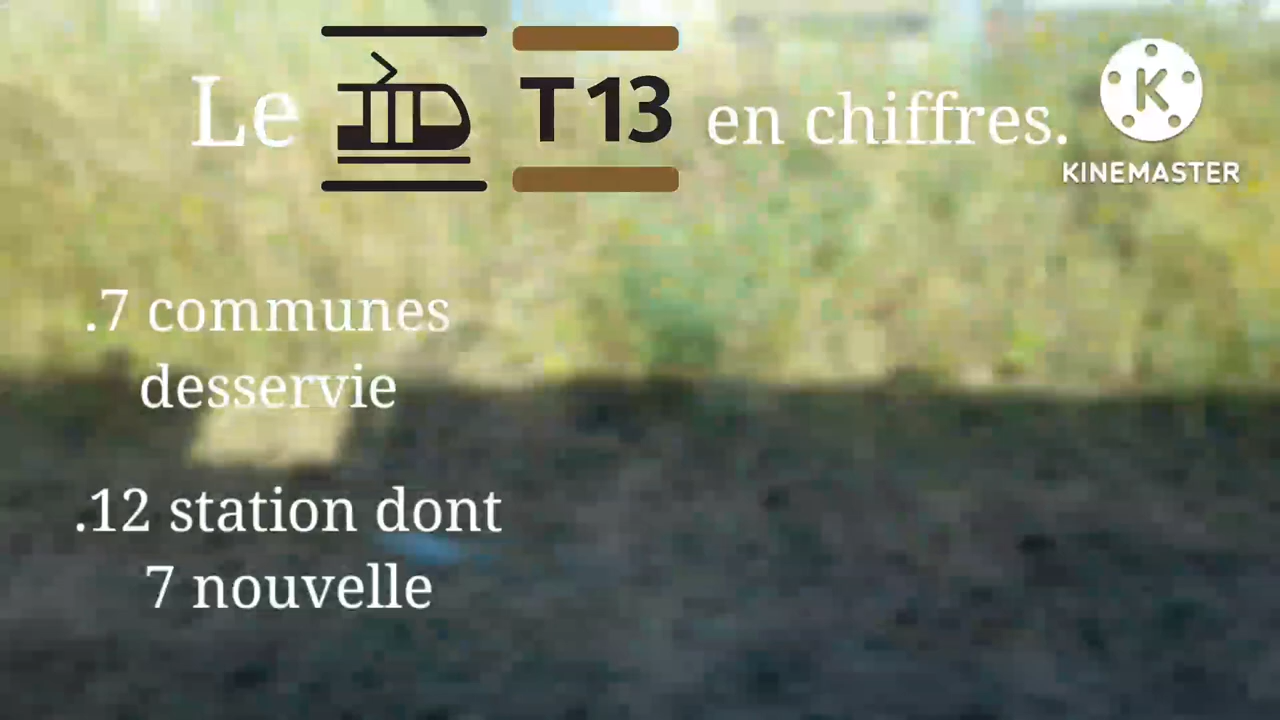 Le T13 en chiffres.
K
KINEMASTER
.7 communes
desservie
.12 station dont
7 nouvelle